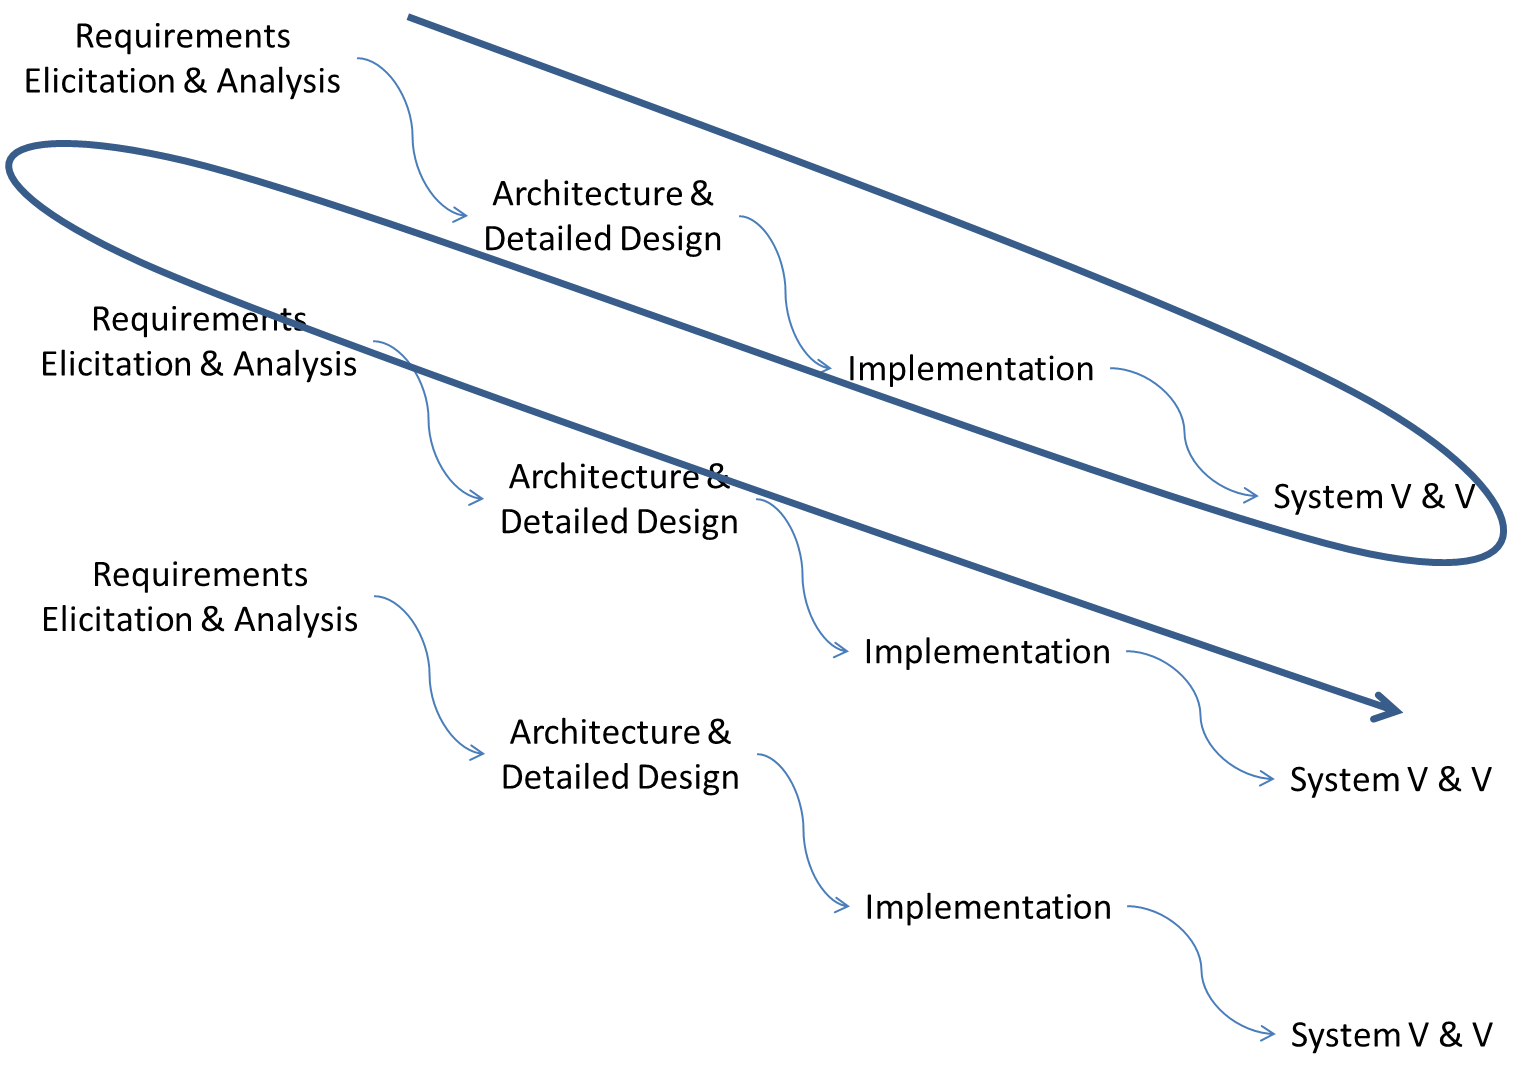 Requirements
Elicitation & Analysis
Architecture &
Detailed Design
Implementation
System V & V
Requirements
Elicitation & Analysis
Architecture &
Detailed Design
Implementation
System V & V
Requirements
Elicitation & Analysis
Architecture &
Detailed Design
Implementation
System V & V